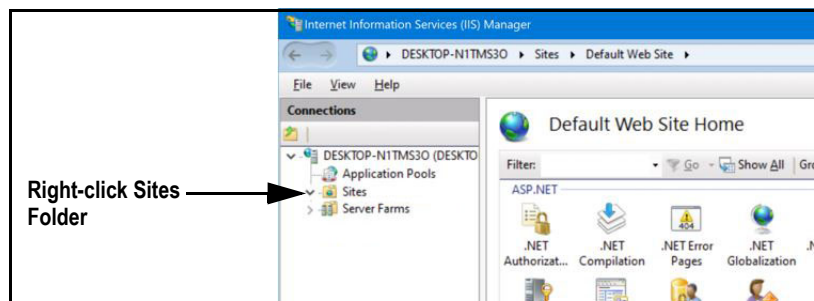 Internet Information Services (IIS) Manager
DESKTOP-N1TMS3O Sites Default Web Site
File View Help
Connections
Default Web Site Home
DESKTOP-N1TMS3O (DESKTO
Filter: Go Show All Gro
Application Pools
ASP.NET
Right-click Sites
Folder
Sites
Server Farms
404
.NET Authorizat...
.NET Compilation
.NET Error Pages
.NET Globalization